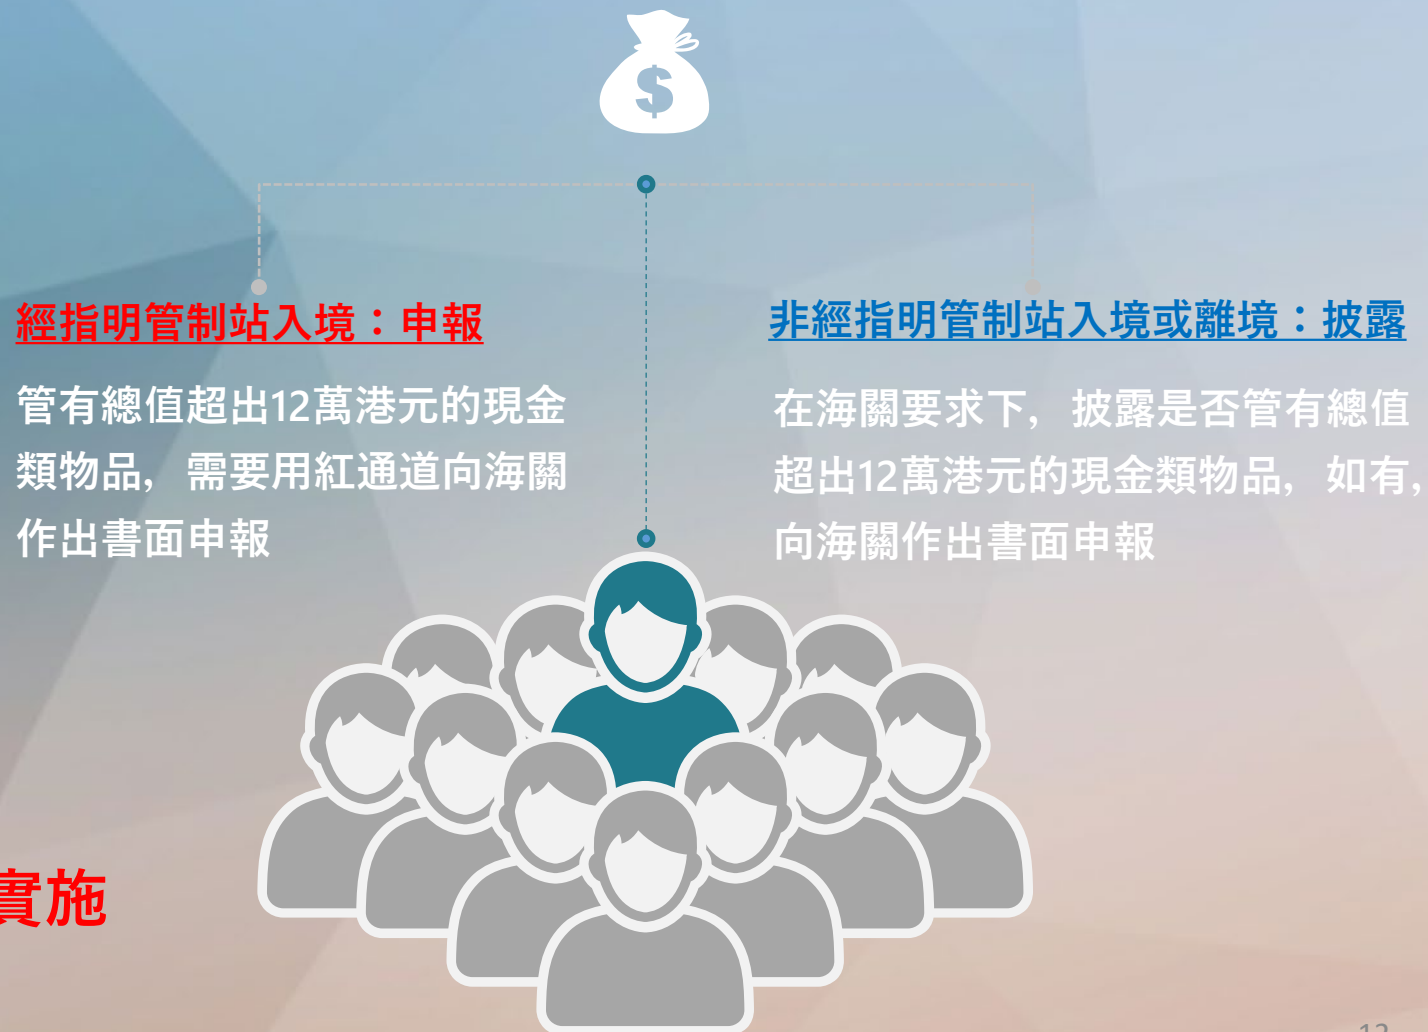 $
經指明管制站入境：申報
管有總值超出12萬港元的現金
類物品，需要用紅通道向海關
作出書面申報
非經指明管制站入境或離境：披露
在海關要求下，披露是否管有總值
超出12萬港元的現金類物品，如有，
向海關作出書面申報
實施
12